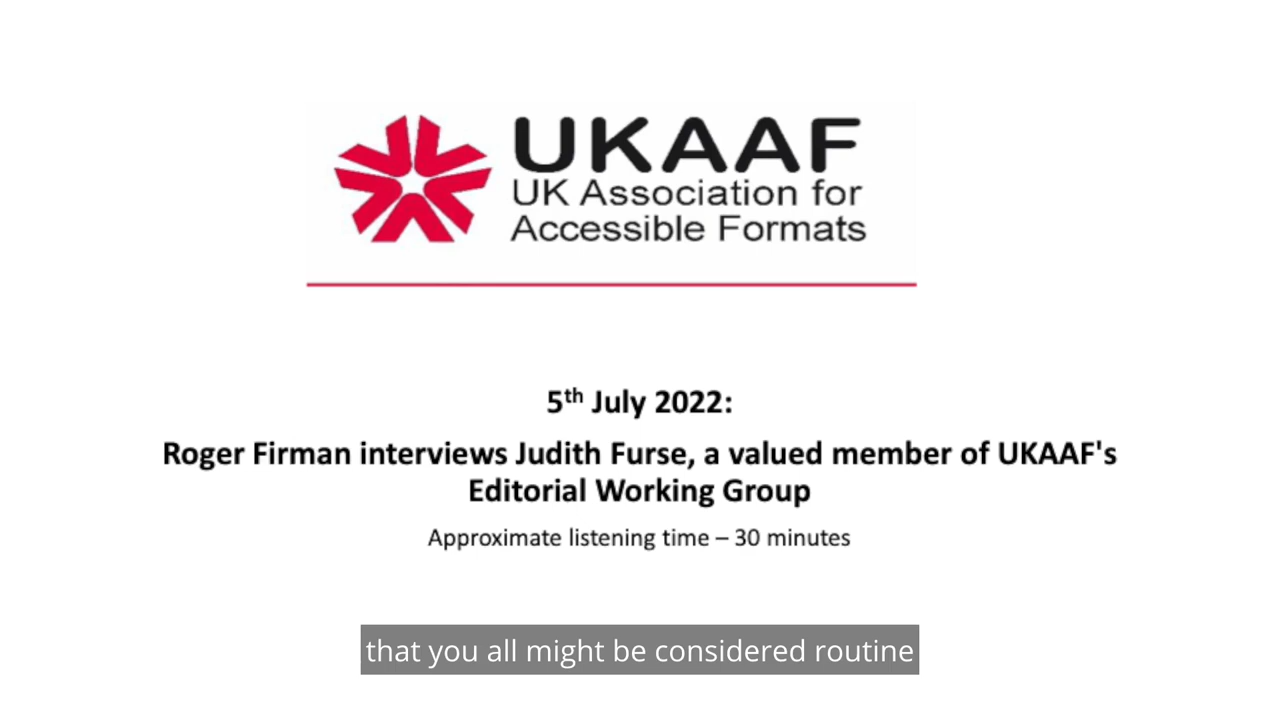 UKAAF
UK Association for
Accessible Formats
5th July 2022:
Roger Firman interviews Judith Furse, a valued member of UKAAF's
Editorial Working Group
Approximate listening time – 30 minutes
that you all might be considered routine